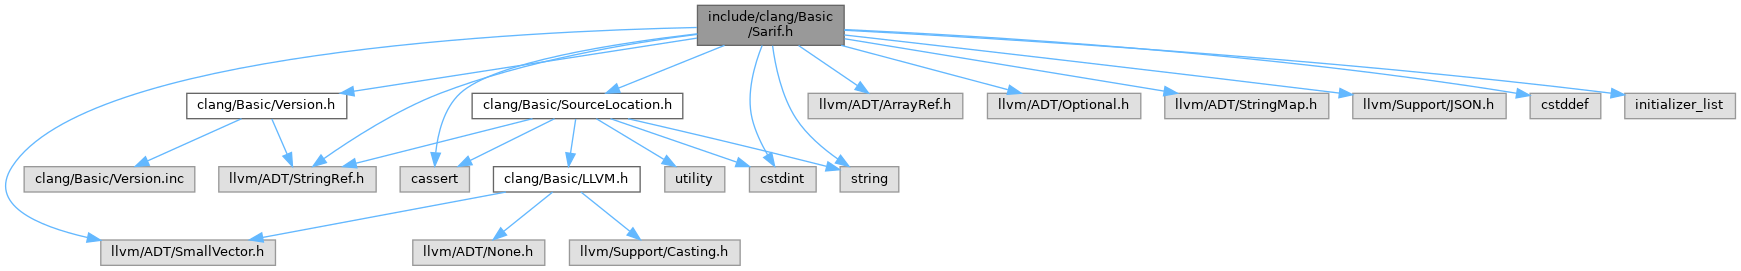 include/clang/Basic
/Sarif.h
clang/Basic/Version.h
clang/Basic/SourceLocation.h
llvm/ADT/ArrayRef.h
llvm/ADT/Optional.h
llvm/ADT/StringMap.h
llvm/Support/JSON.h
cstddef
initializer_list
clang/Basic/Version.inc
llvm/ADT/StringRef.h
cassert
clang/Basic/LLVM.h
utility
cstdint
string
llvm/ADT/SmallVector.h
llvm/ADT/None.h
llvm/Support/Casting.h